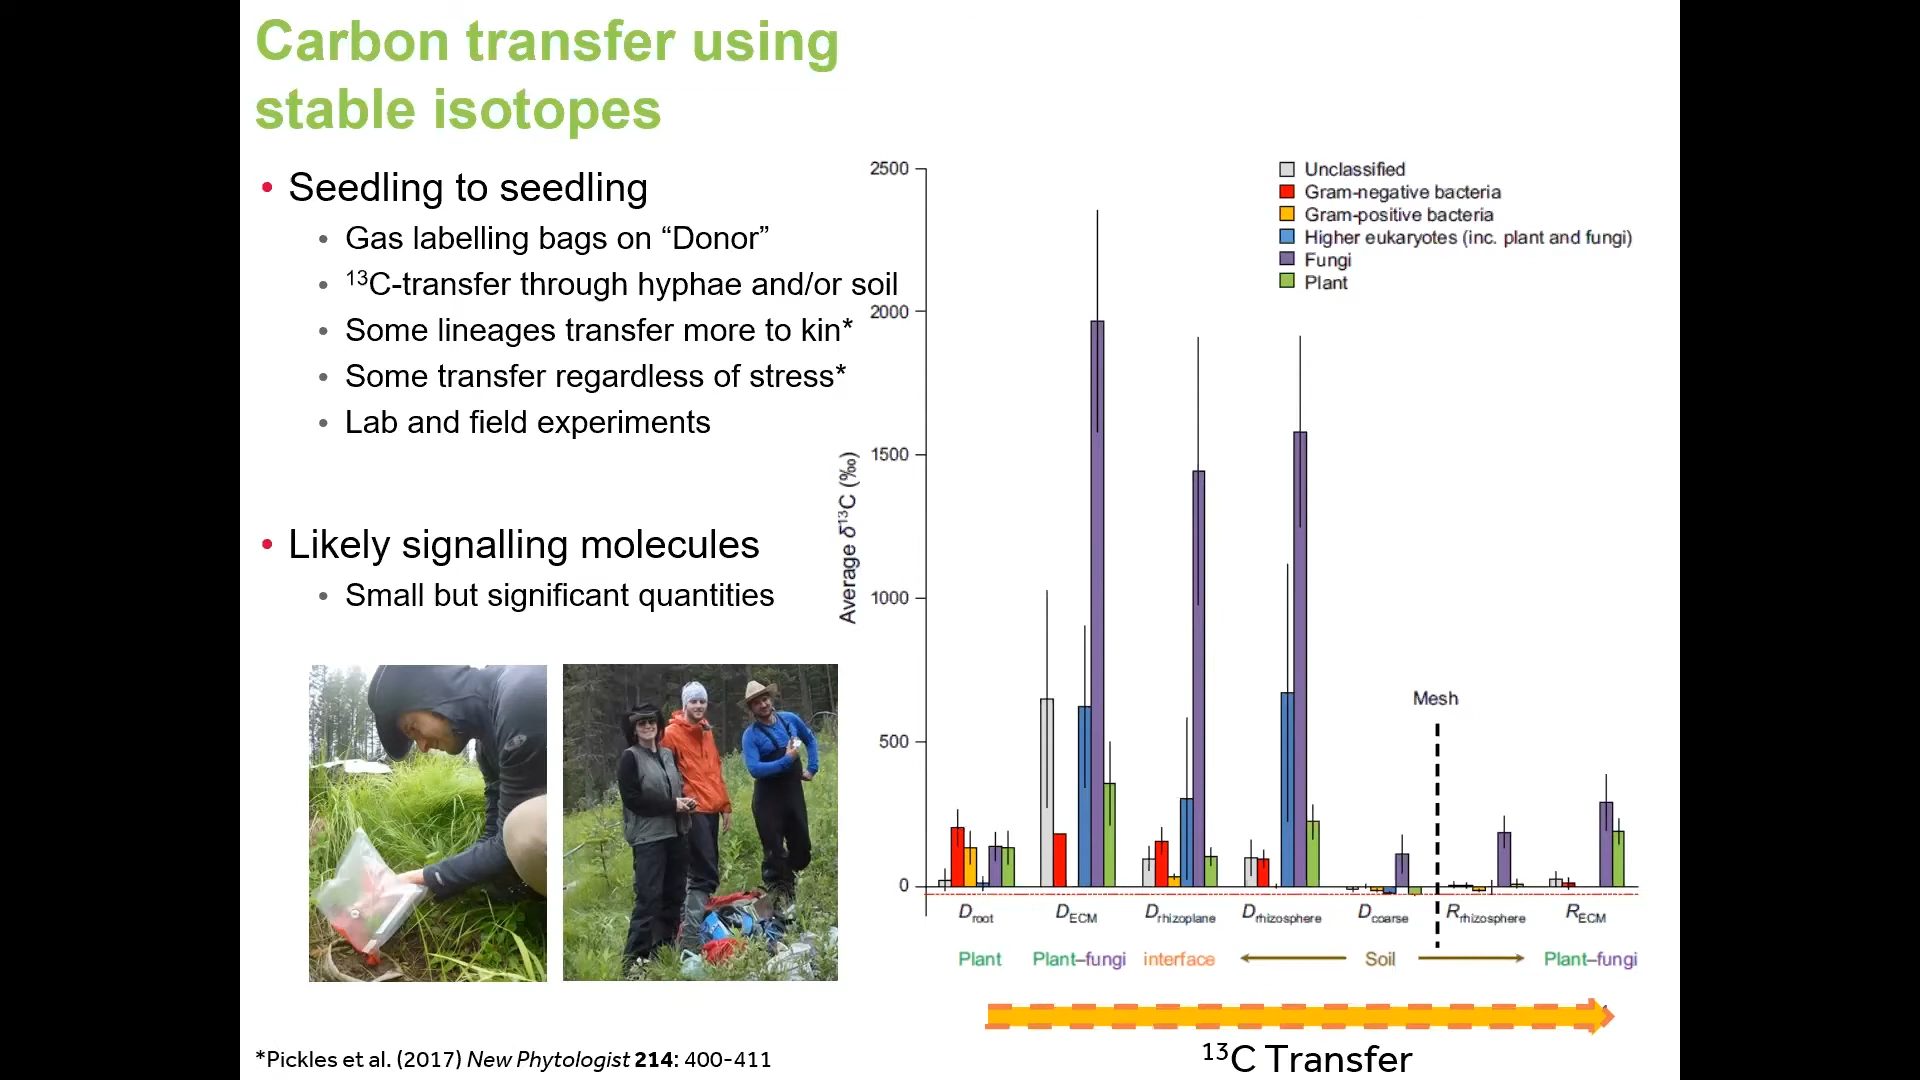 Carbon transfer using
stable isotopes
• Seedling to seedling
• Gas labelling bags on “Donor”
• ¹³C-transfer through hyphae and/or soil
• Some lineages transfer more to kin*
• Some transfer regardless of stress*
• Lab and field experiments
• Likely signalling molecules
• Small but significant quantities
*Pickles et al. (2017) New Phytologist 214: 400-411
Average δ¹³C (‰)
2500
2000
1500
1000
500
0
Unclassified
Gram-negative bacteria
Gram-positive bacteria
Higher eukaryotes (inc. plant and fungi)
Fungi
Plant
Mesh
Droot DECM Drhizoplane Drhizosphere Dcoarse Rrhizosphere RECM
Plant Plant–fungi interface Soil Plant–fungi
¹³C Transfer